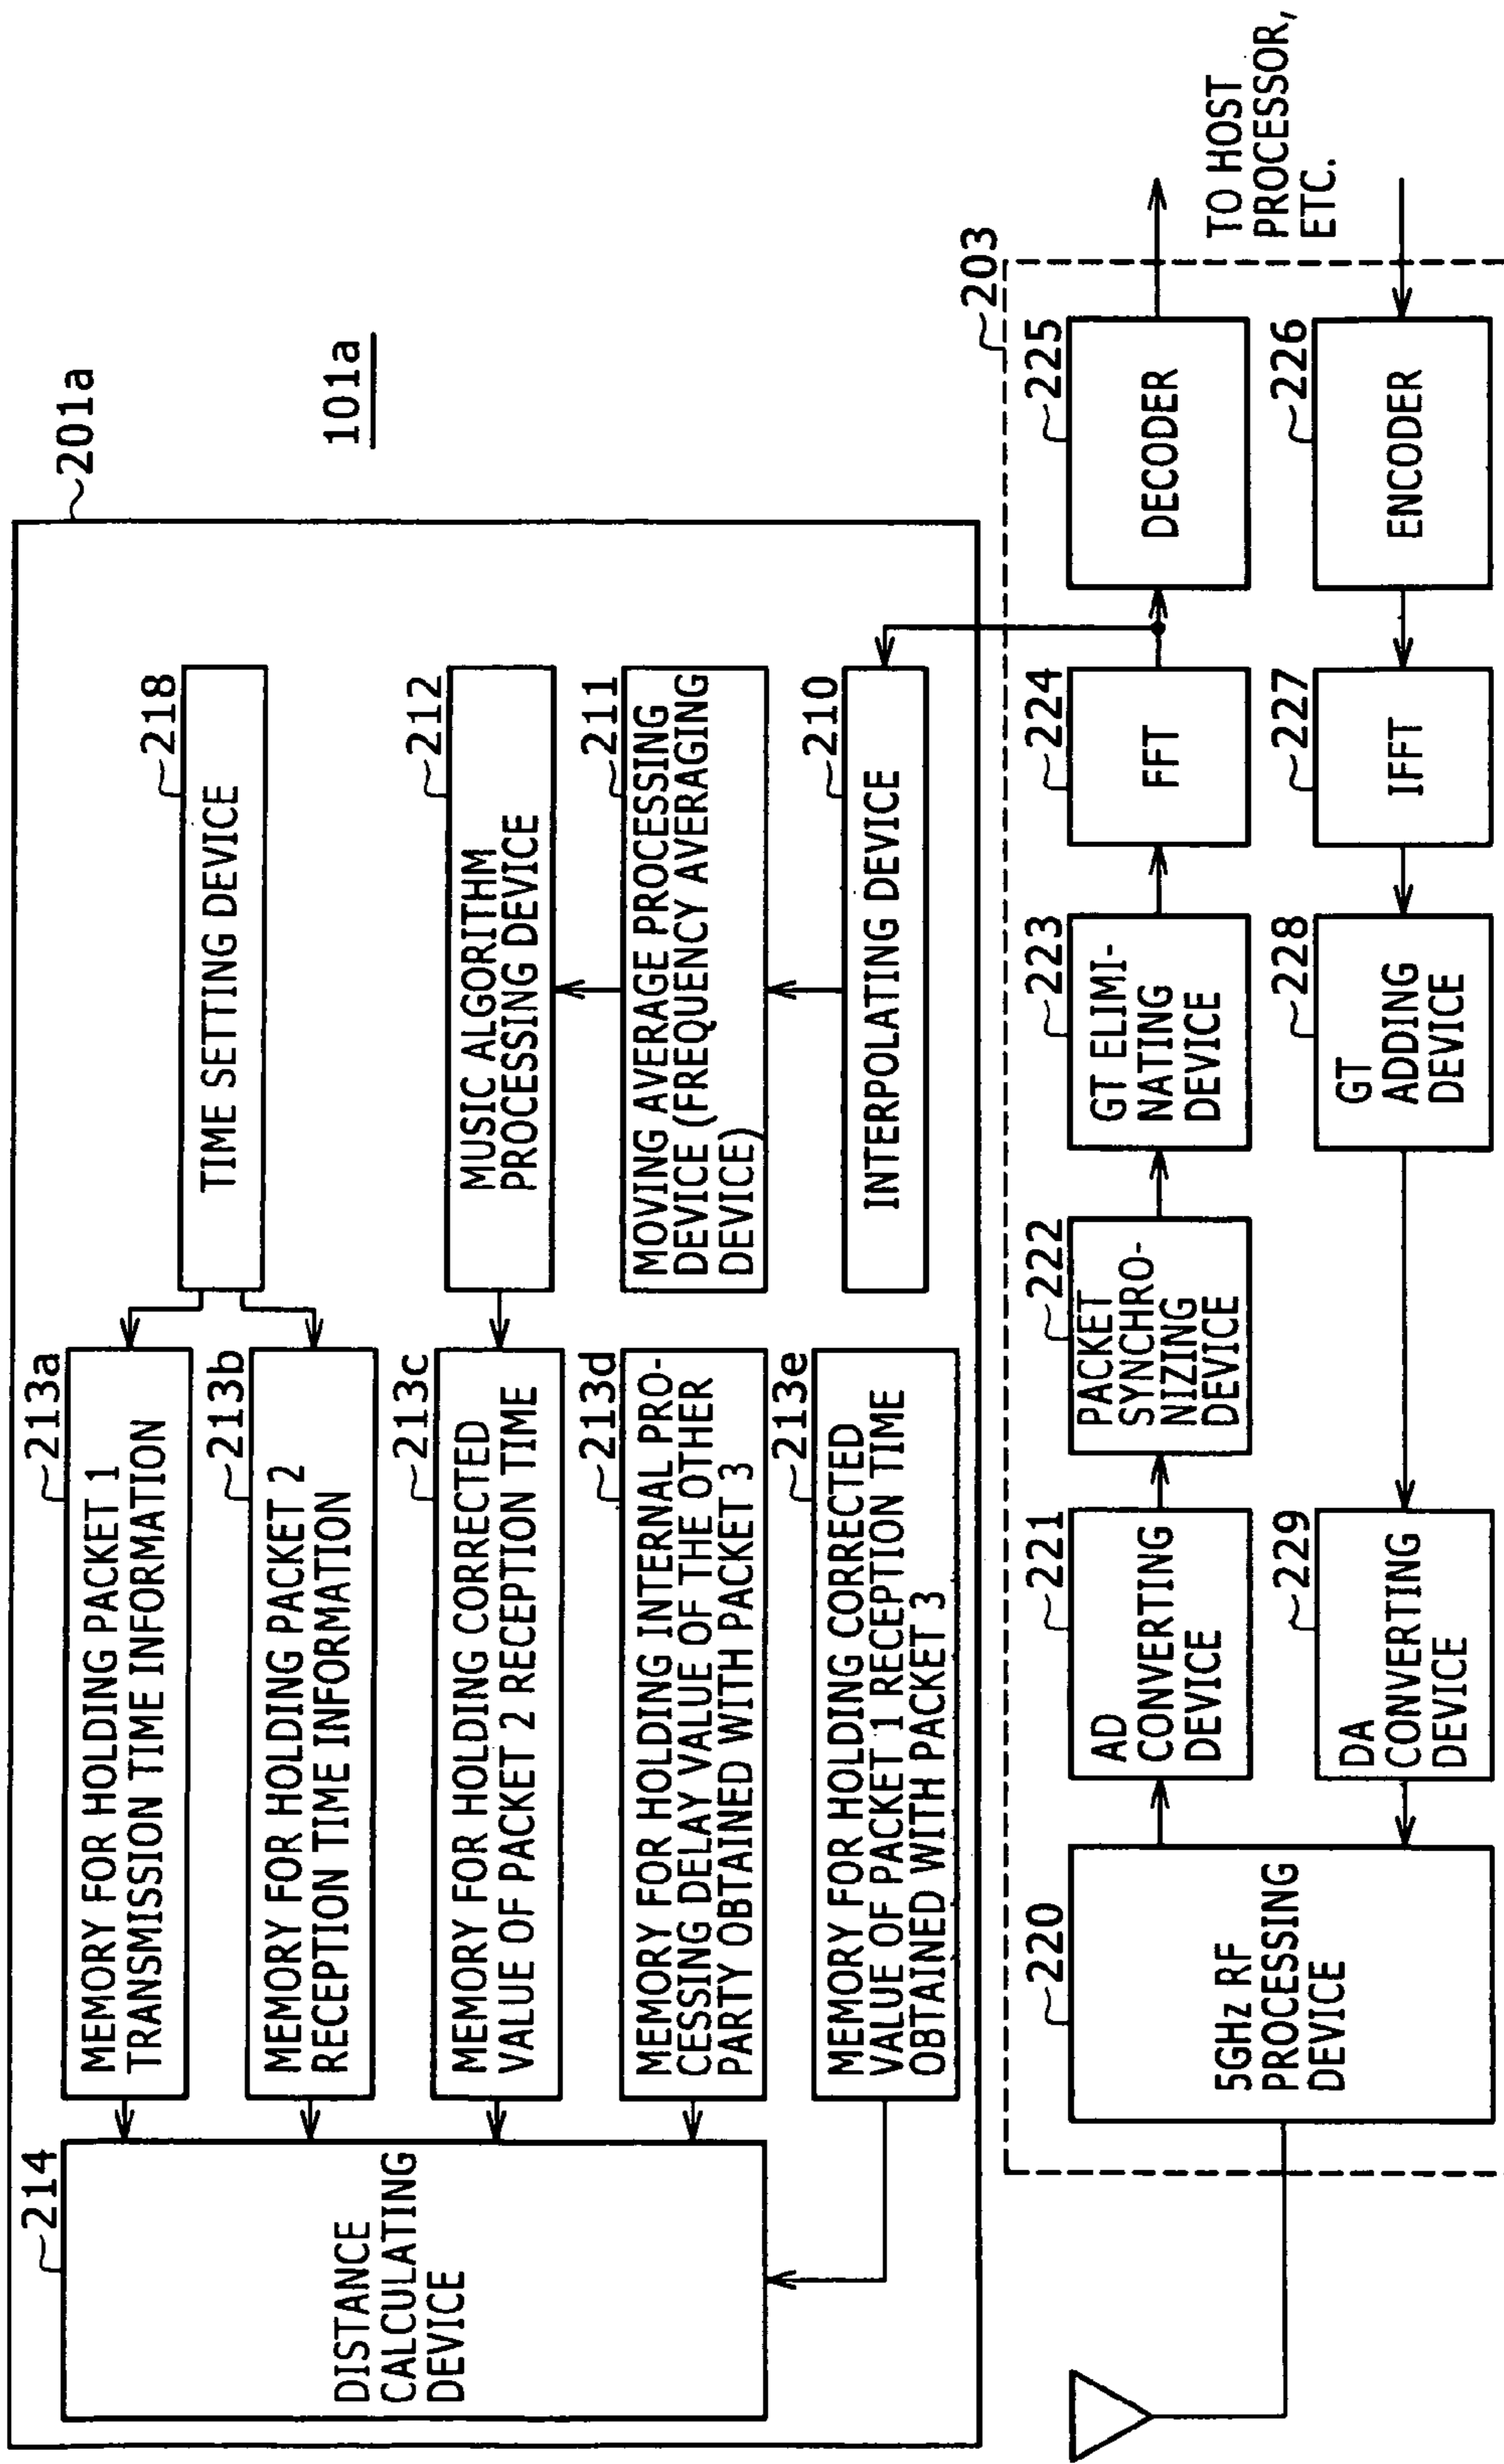 101a
201a
214
DISTANCE
CALCULATING
DEVICE
213a
MEMORY FOR HOLDING PACKET 1
TRANSMISSION TIME INFORMATION
213b
MEMORY FOR HOLDING PACKET 2
RECEPTION TIME INFORMATION
213c
MEMORY FOR HOLDING CORRECTED
VALUE OF PACKET 2 RECEPTION TIME
213d
MEMORY FOR HOLDING INTERNAL PRO-
CESSING DELAY VALUE OF THE OTHER
PARTY OBTAINED WITH PACKET 3
213e
MEMORY FOR HOLDING CORRECTED
VALUE OF PACKET 1 RECEPTION TIME
OBTAINED WITH PACKET 3
218
TIME SETTING DEVICE
212
MUSIC ALGORITHM
PROCESSING DEVICE
211
MOVING AVERAGE PROCESSING
DEVICE (FREQUENCY AVERAGING
DEVICE)
210
INTERPOLATING DEVICE
203
220
5GHz RF
PROCESSING
DEVICE
221
AD
CONVERTING
DEVICE
222
PACKET
SYNCHRO-
NIZING
DEVICE
223
GT ELIMI-
NATING
DEVICE
224
FFT
225
DECODER
TO HOST
PROCESSOR,
ETC.
229
DA
CONVERTING
DEVICE
228
GT
ADDING
DEVICE
227
IFFT
226
ENCODER